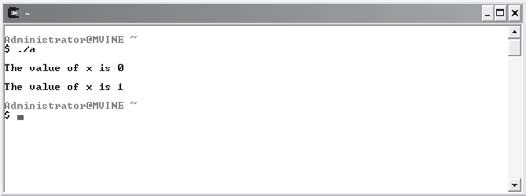 ~
Administrator@MVINE ~
$ ./a
The value of x is 0
The value of x is 1
Administrator@MVINE ~
$